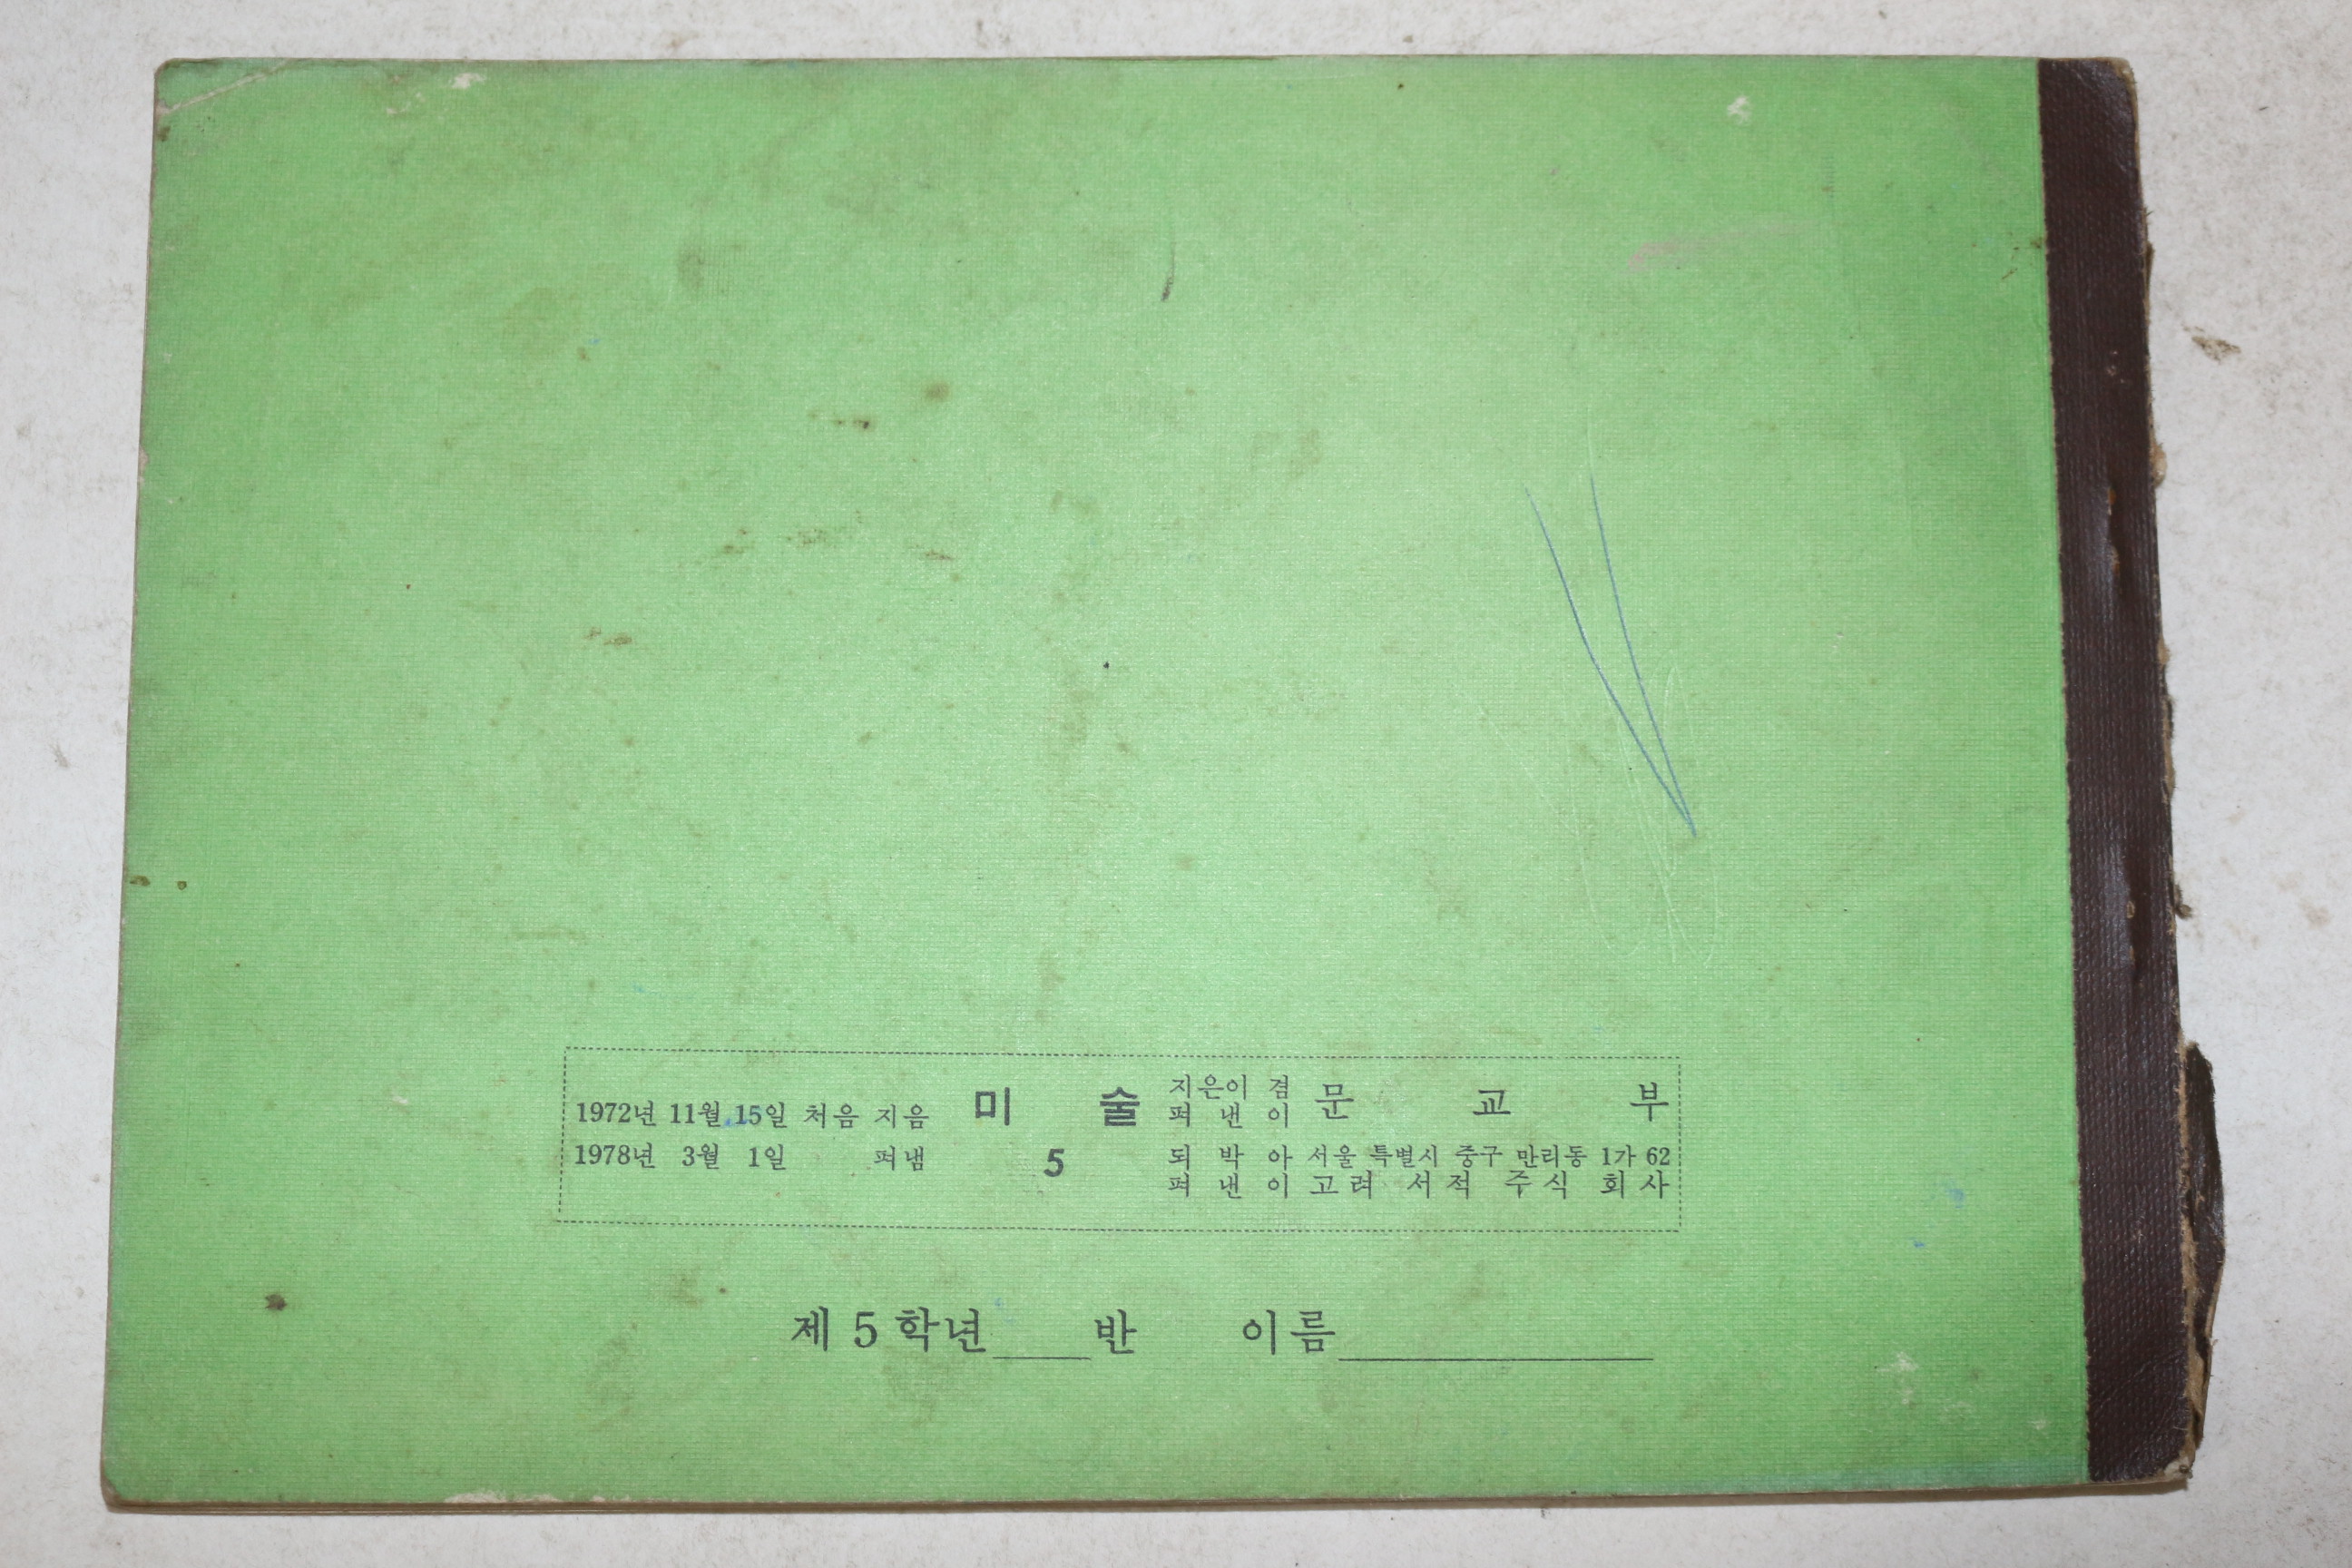 1972년 11월 15일 처음 지음
1978년 3월 1일 펴냄
미 술
5
지은이 겸
펴 낸 이
문 교 부
되 박 아
펴 낸 이
서울 특별시 중구 만리동 1가 62
고려 서적 주식 회사
제 5 학년 반 이름